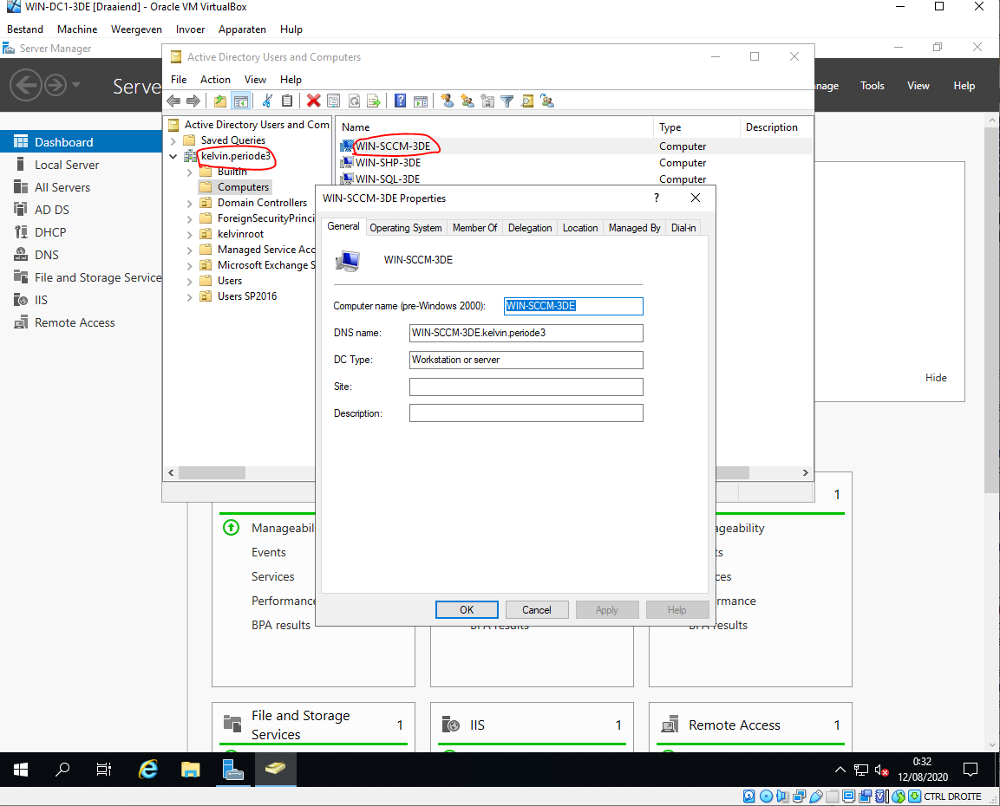 WIN-DC1-3DE [Draaiend] - Oracle VM VirtualBox
Bestand Machine Weergeven Invoer Apparaten Hulp
Server Manager
Serve
nage Tools View Help
Dashboard
Local Server
All Servers
AD DS
DHCP
DNS
File and Storage Service
IIS
Remote Access
Active Directory Users and Computers
File Action View Help
Active Directory Users and Com
Saved Queries
kelvin.periode3
Builtin
Computers
Domain Controllers
ForeignSecurityPrinci
kelvinroot
Managed Service Acc
Microsoft Exchange S
Users
Users SP2016
Name Type Description
WIN-SCCM-3DE Computer
WIN-SHP-3DE Computer
WIN-SQL-3DE Computer
WIN-SCCM-3DE Properties
General Operating System Member Of Delegation Location Managed By Dial-in
WIN-SCCM-3DE
Computer name (pre-Windows 2000): WIN-SCCM-3DE
DNS name: WIN-SCCM-3DE.kelvin.periode3
DC Type: Workstation or server
Site:
Description:
OK Cancel Apply Help
Hide
1
Manageabil
Events
Services
Performance
BPA results
BPA results
ageability
ts
ces
rmance
BPA results
File and Storage
Services 1
IIS 1
Remote Access 1
0:32
12/08/2020
CTRL DROITE